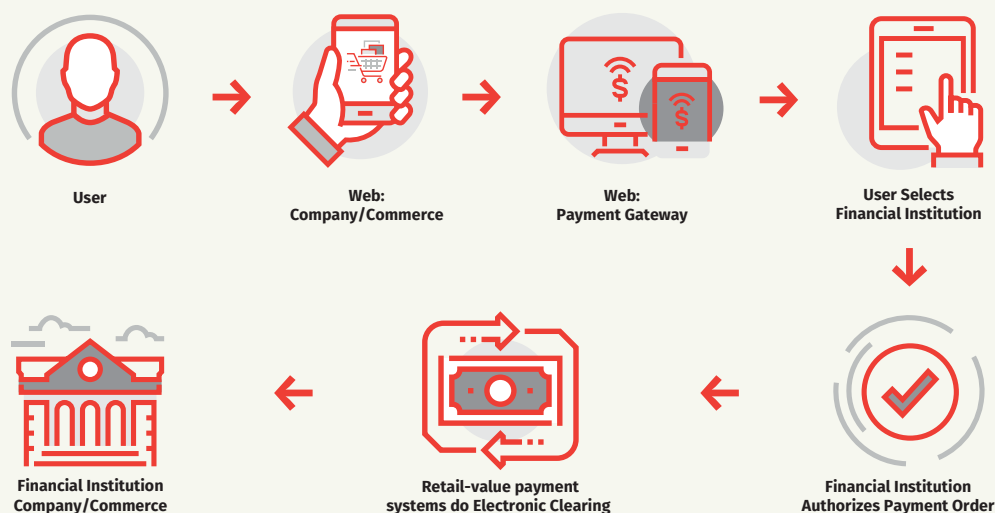 User
Web:
Company/Commerce
Web:
Payment Gateway
User Selects
Financial Institution
Financial Institution
Authorizes Payment Order
Retail-value payment
systems do Electronic Clearing
Financial Institution
Company/Commerce